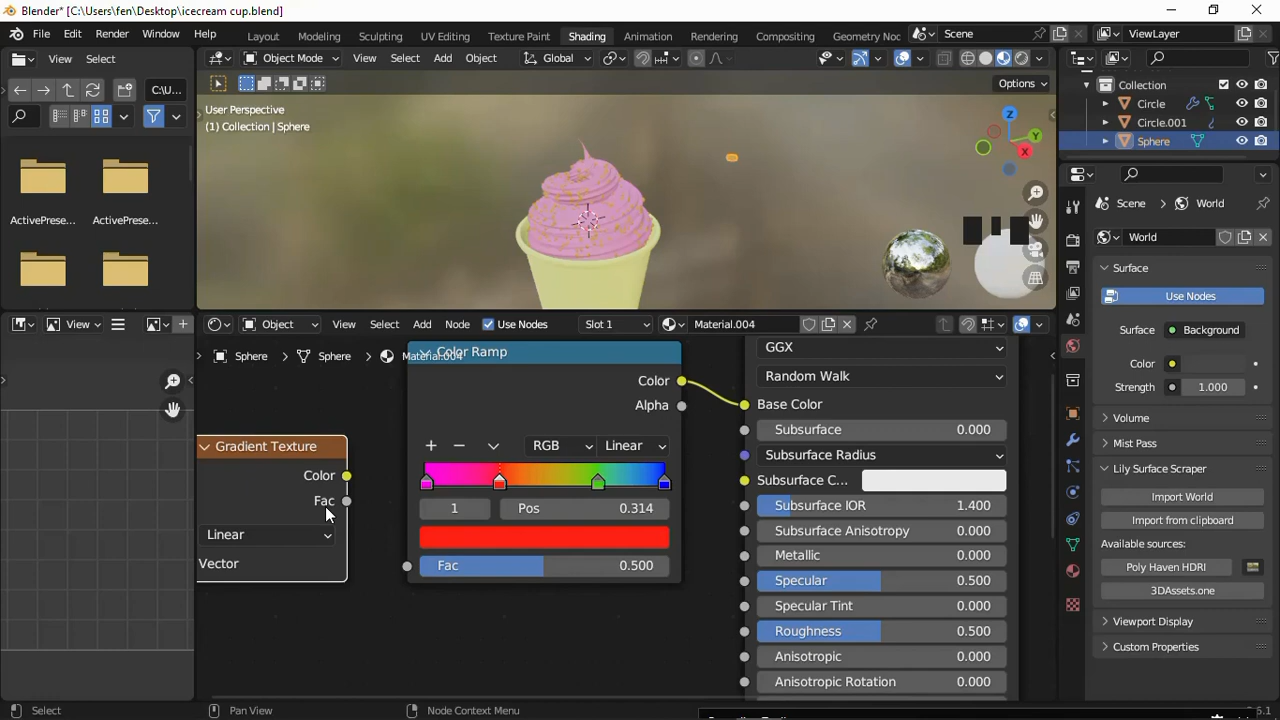 Blender* [C:\Users\fen\Desktop\icecream cup.blend]
File Edit Render Window Help
Layout Modeling Sculpting UV Editing Texture Paint Shading Animation Rendering Compositing Geometry Noc
Scene
ViewLayer
View Select
Object Mode
View Select Add Object
Global
C:\U...
Options
User Perspective
(1) Collection | Sphere
Z
Y
X
Collection
Circle
Circle.001
Sphere
ActivePrese...
Scene
World
World
Surface
Use Nodes
Surface
Background
Color
Strength
1.000
Volume
Mist Pass
Lily Surface Scraper
Import World
Import from clipboard
Available sources:
Poly Haven HDRI
3DAssets.one
Viewport Display
Custom Properties
View
Object
View Select Add Node
Use Nodes
Slot 1
Material.004
Sphere
Sphere
Material.004
Color Ramp
Color
Alpha
RGB
Linear
1
Pos 0.314
Fac 0.500
Gradient Texture
Color
Fac
Linear
Vector
GGX
Random Walk
Base Color
Subsurface 0.000
Subsurface Radius
Subsurface C...
Subsurface IOR 1.400
Subsurface Anisotropy 0.000
Metallic 0.000
Specular 0.500
Specular Tint 0.000
Roughness 0.500
Anisotropic 0.000
Anisotropic Rotation 0.000
Select
Pan View
Node Context Menu